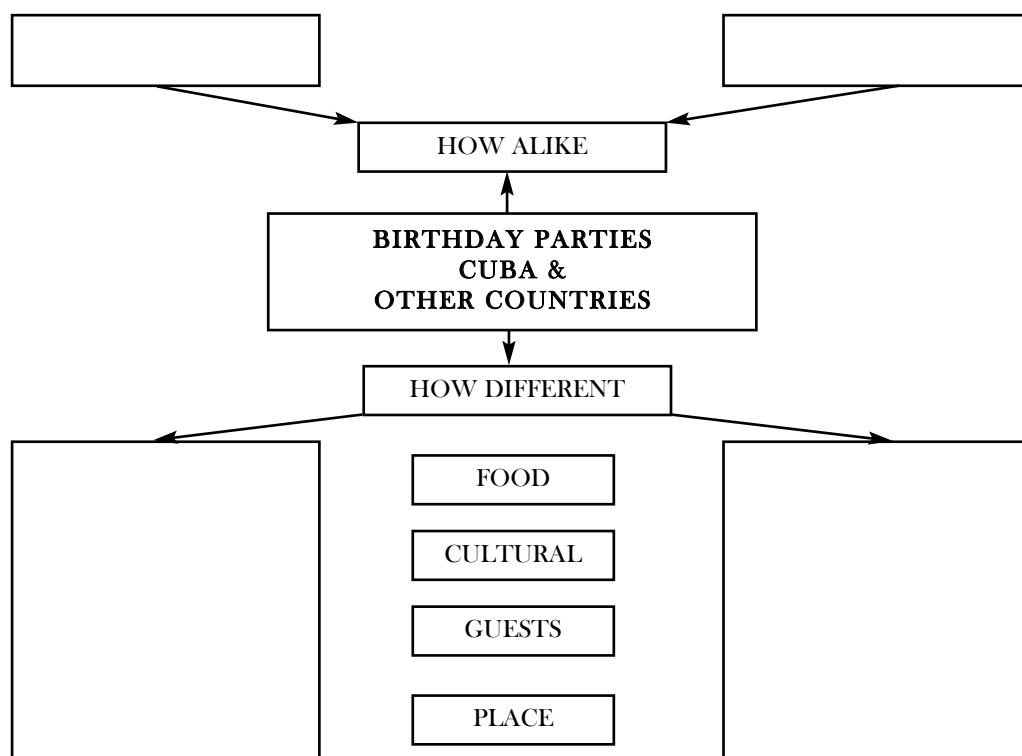 HOW ALIKE
BIRTHDAY PARTIES
CUBA &
OTHER COUNTRIES
HOW DIFFERENT
FOOD
CULTURAL
GUESTS
PLACE